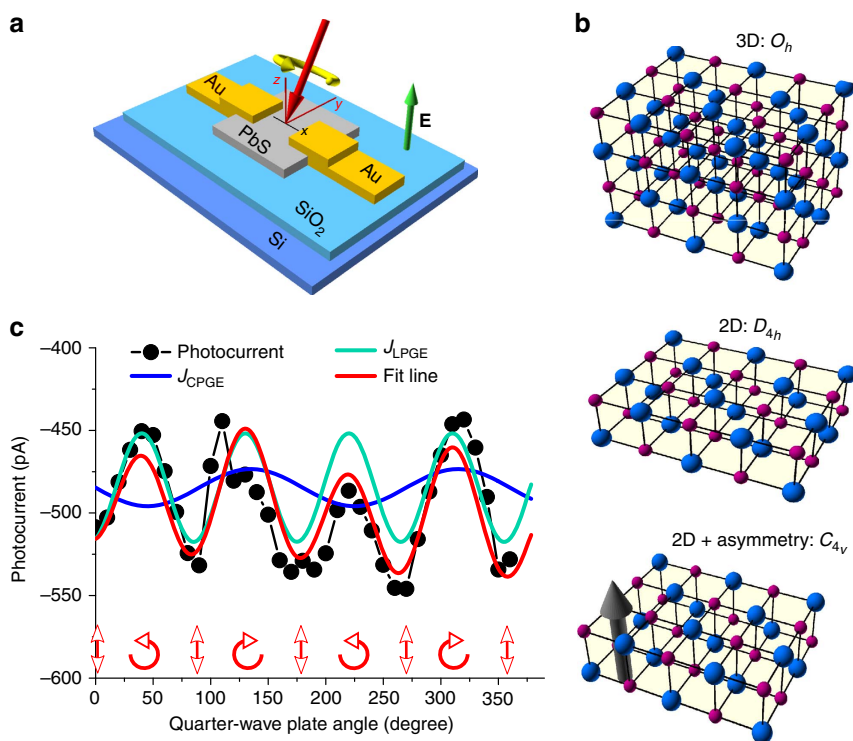 a
Au
z
y
x
PbS
Au
E
SiO2
Si
b
3D: Oh
2D: D4h
2D + asymmetry: C4v
c
Photocurrent
JLPGE
JCPGE
Fit line
Photocurrent (pA)
–400
–450
–500
–550
–600
0 50 100 150 200 250 300 350
Quarter-wave plate angle (degree)